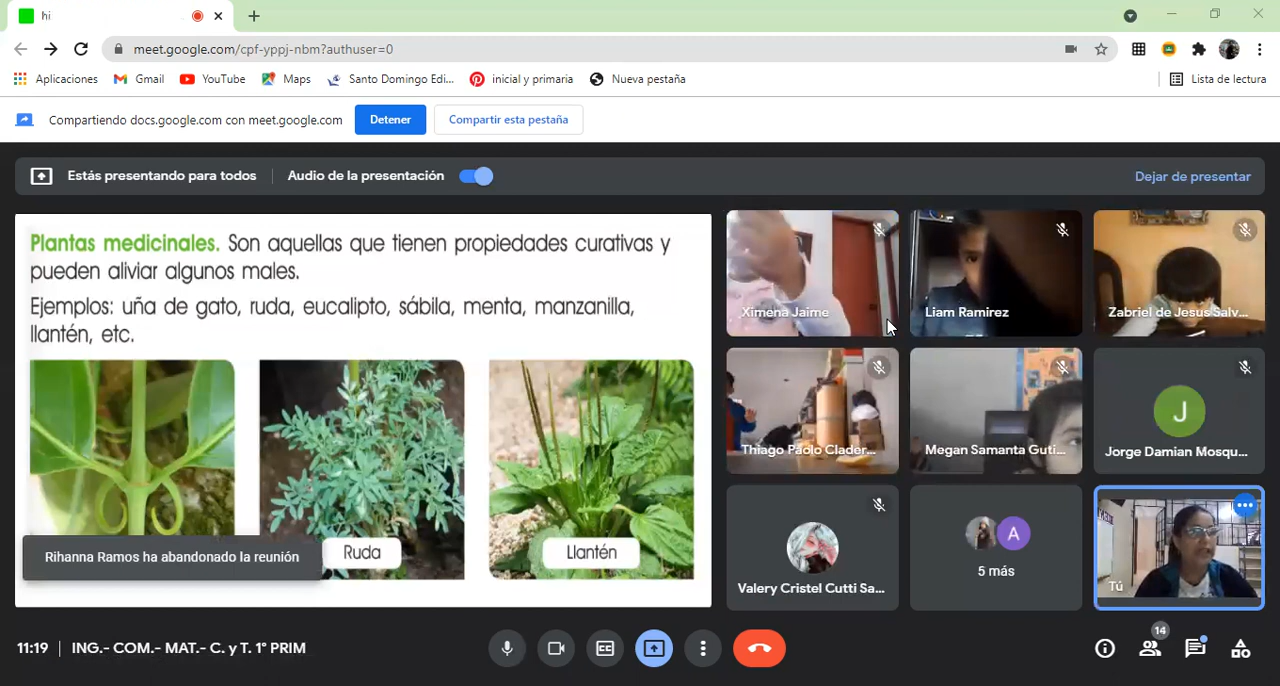 hi
meet.google.com/cpf-yppj-nbm?authuser=0
Aplicaciones Gmail YouTube Maps Santo Domingo Edi... inicial y primaria Nueva pestaña Lista de lectura
Compartiendo docs.google.com con meet.google.com Detener Compartir esta pestaña
Estás presentando para todos Audio de la presentación Dejar de presentar
Plantas medicinales. Son aquellas que tienen propiedades curativas y
pueden aliviar algunos males.
Ejemplos: uña de gato, ruda, eucalipto, sábila, menta, manzanilla,
llantén, etc.
Rihanna Ramos ha abandonado la reunión
Ruda
Llantén
Ximena Jaime
Liam Ramirez
Zabriel de Jesus Salv...
Thiago Paolo Clader...
Megan Samanta Guti...
J
Jorge Damian Mosqu...
Valery Cristel Cutti Sa...
A
5 más
Tú
11:19 ING.- COM.- MAT.- C. y T. 1° PRIM
CC
14